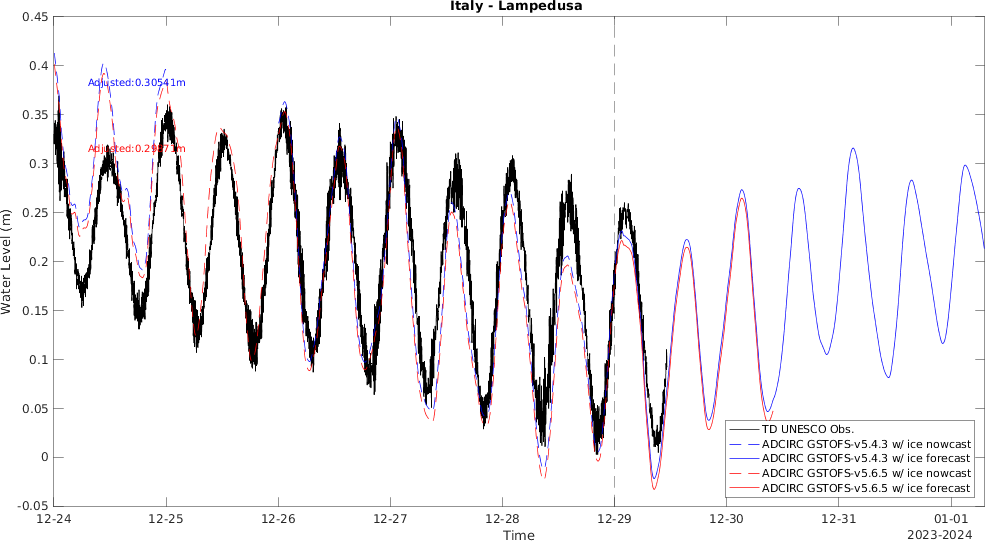 Italy - Lampedusa
0.45
0.4
0.35
0.3
0.25
0.2
0.15
0.1
0.05
0
-0.05
Water Level (m)
Adjusted:0.30541m
TD UNESCO Obs.
ADCIRC GSTOFS-v5.4.3 w/ ice nowcast
ADCIRC GSTOFS-v5.4.3 w/ ice forecast
ADCIRC GSTOFS-v5.6.5 w/ ice nowcast
ADCIRC GSTOFS-v5.6.5 w/ ice forecast
12-24 12-25 12-26 12-27 12-28 12-29 12-30 12-31 01-01
Time
2023-2024